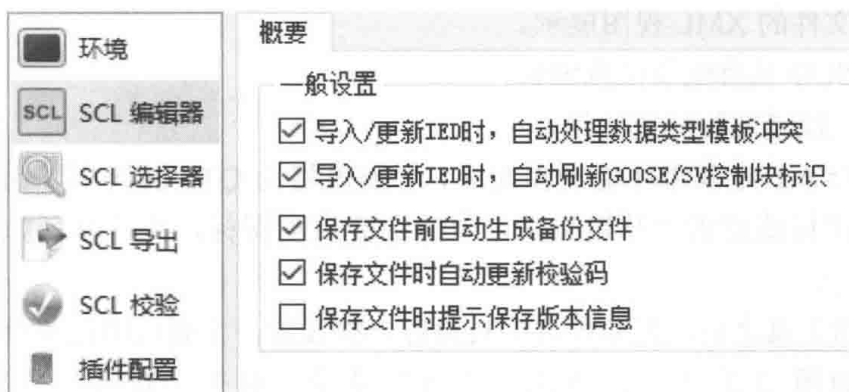 环境
SCL SCL 编辑器
SCL 选择器
SCL 导出
SCL 校验
插件配置
概要
一般设置
导入/更新IED时，自动处理数据类型模板冲突
导入/更新IED时，自动刷新GOOSE/SV控制块标识
保存文件前自动生成备份文件
保存文件时自动更新校验码
保存文件时提示保存版本信息